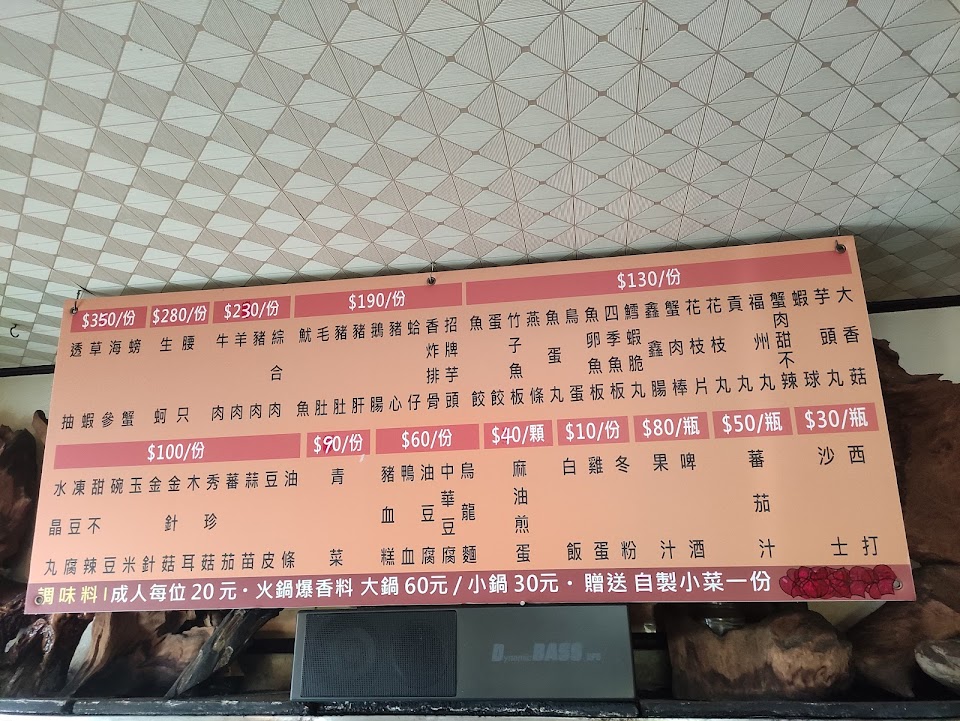 $350/份
透抽
草蝦
海參
螃蟹
$280/份
生蚵
腰只
$230/份
牛肉
羊肉
豬肉
綜合肉
$190/份
魷魚
毛肚
豬肚
豬肝
鵝腸
豬心
蛤仔
香炸排骨
招牌芋頭
$130/份
魚餃
蛋餃
竹子魚板
燕條
魚蛋丸
鳥蛋
魚卵魚板
四季魚板
鱈蝦脆丸
鑫鑫腸
蟹肉棒
花枝片
花枝丸
貢丸
福州丸
蟹肉甜不辣
蝦球
芋頭丸
大香菇
$100/份
水晶丸
凍豆腐
甜不辣
碗豆
玉米
金針
金針菇
木耳
秀珍菇
蕃茄
蒜苗
豆皮
油條
$90/份
青菜
$60/份
豬血糕
鴨血
油豆腐
中華豆腐
烏龍麵
$40/顆
麻油煎蛋
$10/份
白飯
雞蛋
冬粉
$80/瓶
果汁
啤酒
$50/瓶
蕃茄汁
$30/瓶
沙士
西打
調味料|成人每位 20 元‧火鍋爆香料 大鍋 60元 / 小鍋 30元‧ 贈送 自製小菜一份
Dynamic BASS